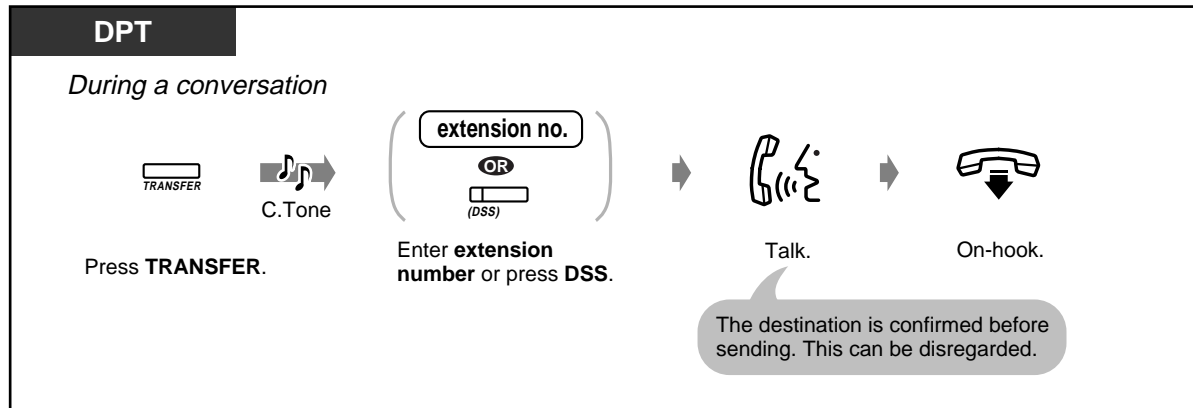 DPT
During a conversation
extension no.
OR
TRANSFER
(DSS)
C.Tone
Press TRANSFER.
Enter extension
number or press DSS.
Talk.
On-hook.
The destination is confirmed before
sending. This can be disregarded.